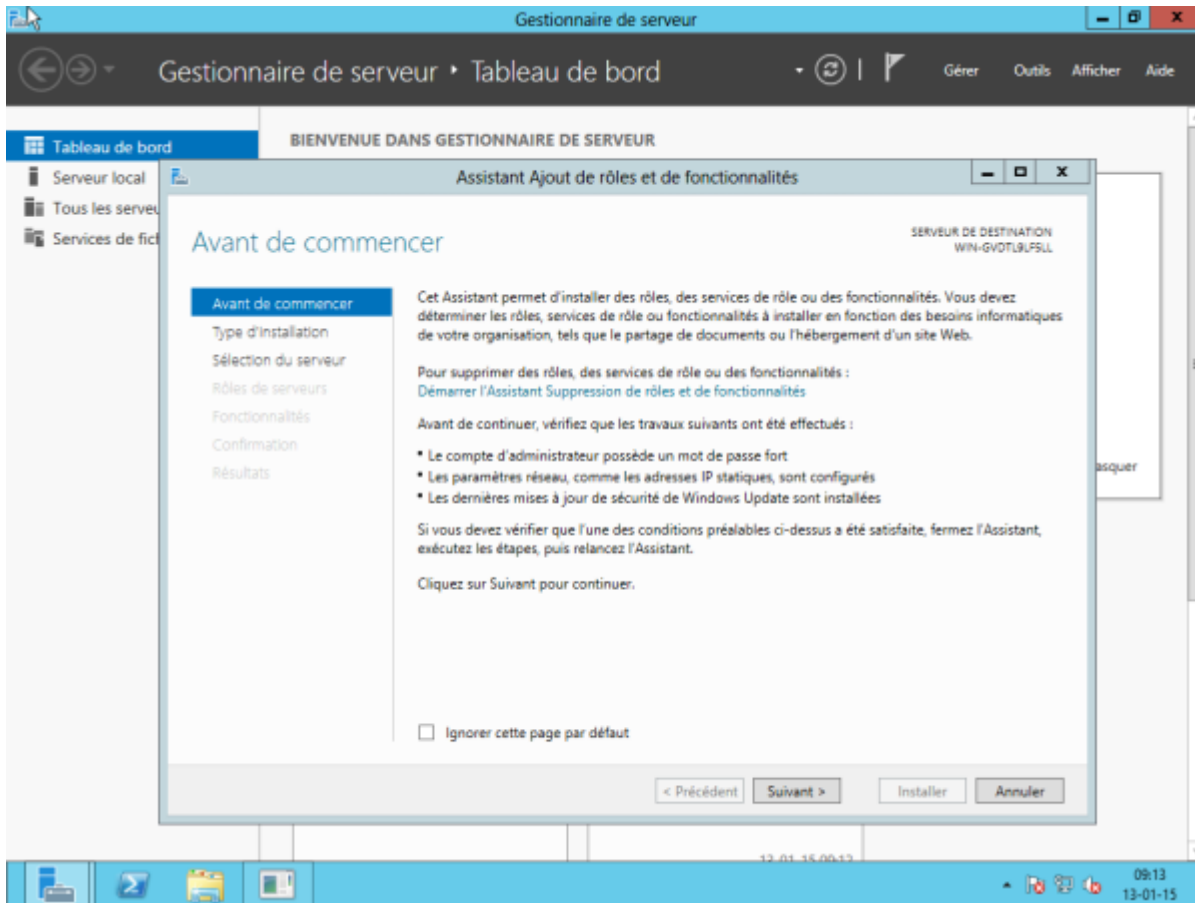 Gestionnaire de serveur
Gestionnaire de serveur • Tableau de bord
Gérer
Outils
Afficher
Aide
Tableau de bord
Serveur local
Tous les serveu
Services de fich
BIENVENUE DANS GESTIONNAIRE DE SERVEUR
Assistant Ajout de rôles et de fonctionnalités
Avant de commencer
SERVEUR DE DESTINATION
Avant de commencer
Type d'installation
Sélection du serveur
Rôles de serveurs
Fonctionnalités
Confirmation
Résultats
Cet Assistant permet d'installer des rôles, des services de rôle ou des fonctionnalités. Vous devez
déterminer les rôles, services de rôle ou fonctionnalités à installer en fonction des besoins informatiques
de votre organisation, tels que le partage de documents ou l'hébergement d'un site Web.
Pour supprimer des rôles, des services de rôle ou des fonctionnalités :
Démarrer l'Assistant Suppression de rôles et de fonctionnalités
Avant de continuer, vérifiez que les travaux suivants ont été effectués :
• Le compte d'administrateur possède un mot de passe fort
• Les paramètres réseau, comme les adresses IP statiques, sont configurés
• Les dernières mises à jour de sécurité de Windows Update sont installées
Si vous devez vérifier que l'une des conditions préalables ci-dessus a été satisfaite, fermez l'Assistant,
exécutez les étapes, puis relancez l'Assistant.
Cliquez sur Suivant pour continuer.
Ignorer cette page par défaut
asquer
< Précédent
Suivant >
Installer
Annuler
13-01-15 09:12
09:13
13-01-15